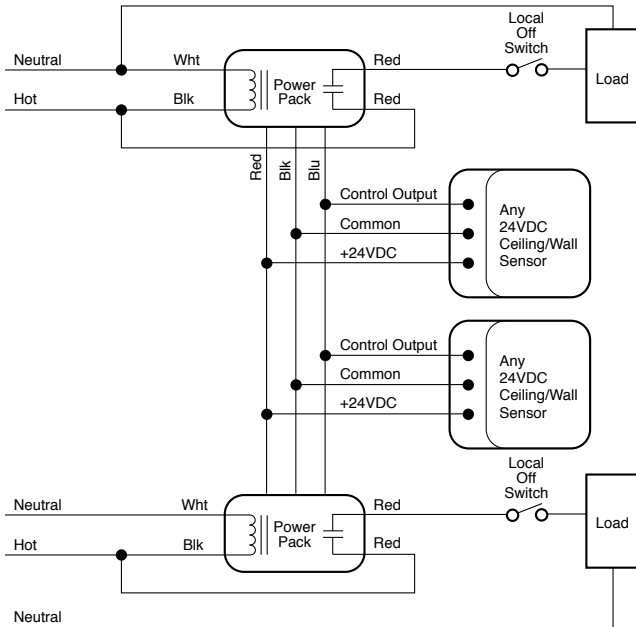 Local
Off
Switch
Neutral
Wht
Red
Power
Pack
Load
Hot
Blk
Red
Red
Blk
Blu
Control Output
Common
+24VDC
Any
24VDC
Ceiling/Wall
Sensor
Control Output
Common
+24VDC
Any
24VDC
Ceiling/Wall
Sensor
Local
Off
Switch
Neutral
Wht
Red
Power
Pack
Load
Hot
Blk
Red
Neutral